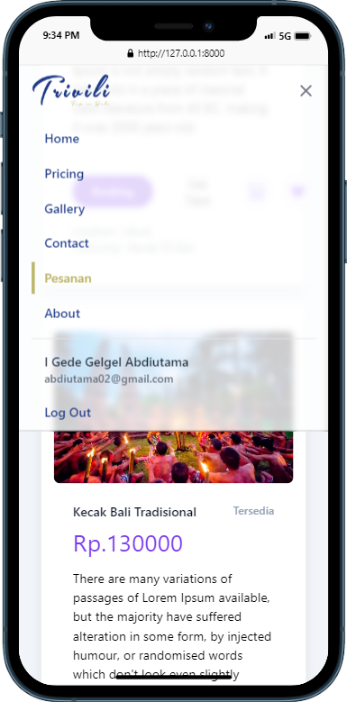 9:34 PM
5G
http://127.0.0.1:8000
Trivili
Home
Pricing
Gallery
Contact
Pesanan
About
I Gede Gelgel Abdiutama
abdiutama02@gmail.com
Log Out
Kecak Bali Tradisional
Tersedia
Rp.130000
There are many variations of
passages of Lorem Ipsum available,
but the majority have suffered
alteration in some form, by injected
humour, or randomised words
which don't look even slightly